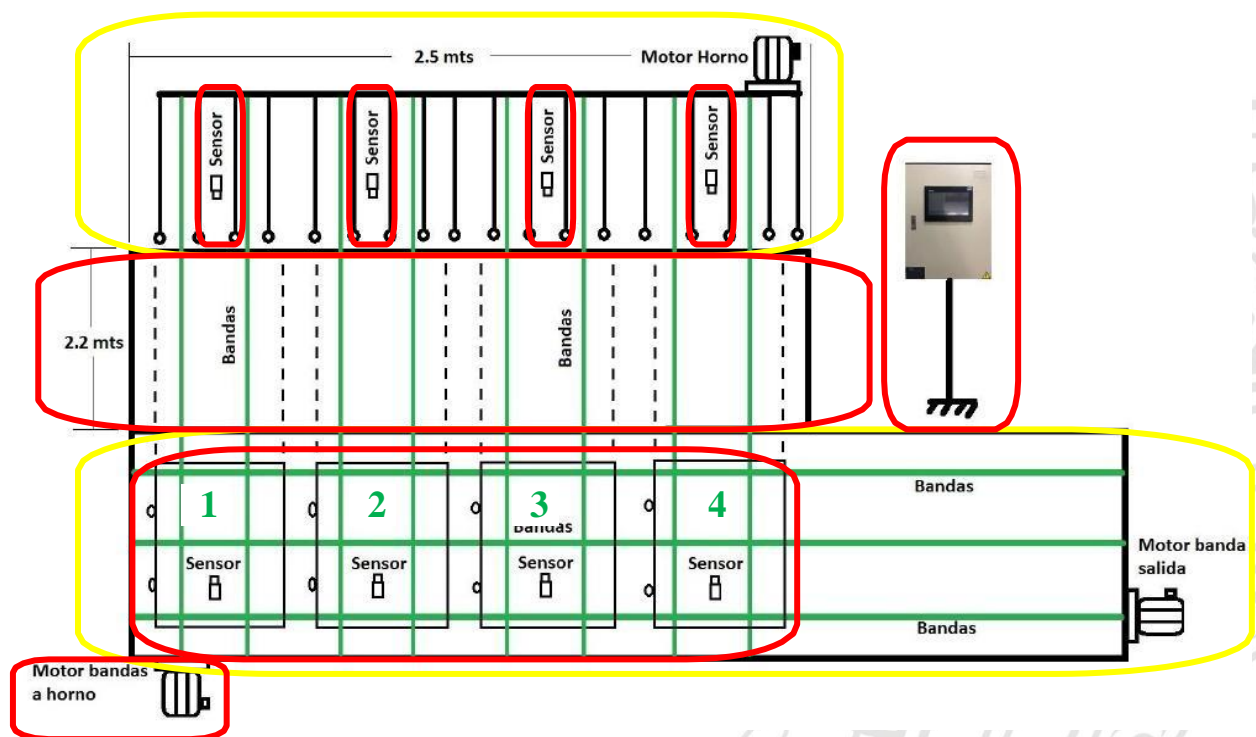 2.5 mts
Motor Horno
Sensor
Sensor
Sensor
Sensor
2.2 mts
Bandas
Bandas
1
2
3
4
Bandas
Bandas
Sensor
Sensor
Sensor
Sensor
Motor banda
salida
Bandas
Motor bandas
a horno